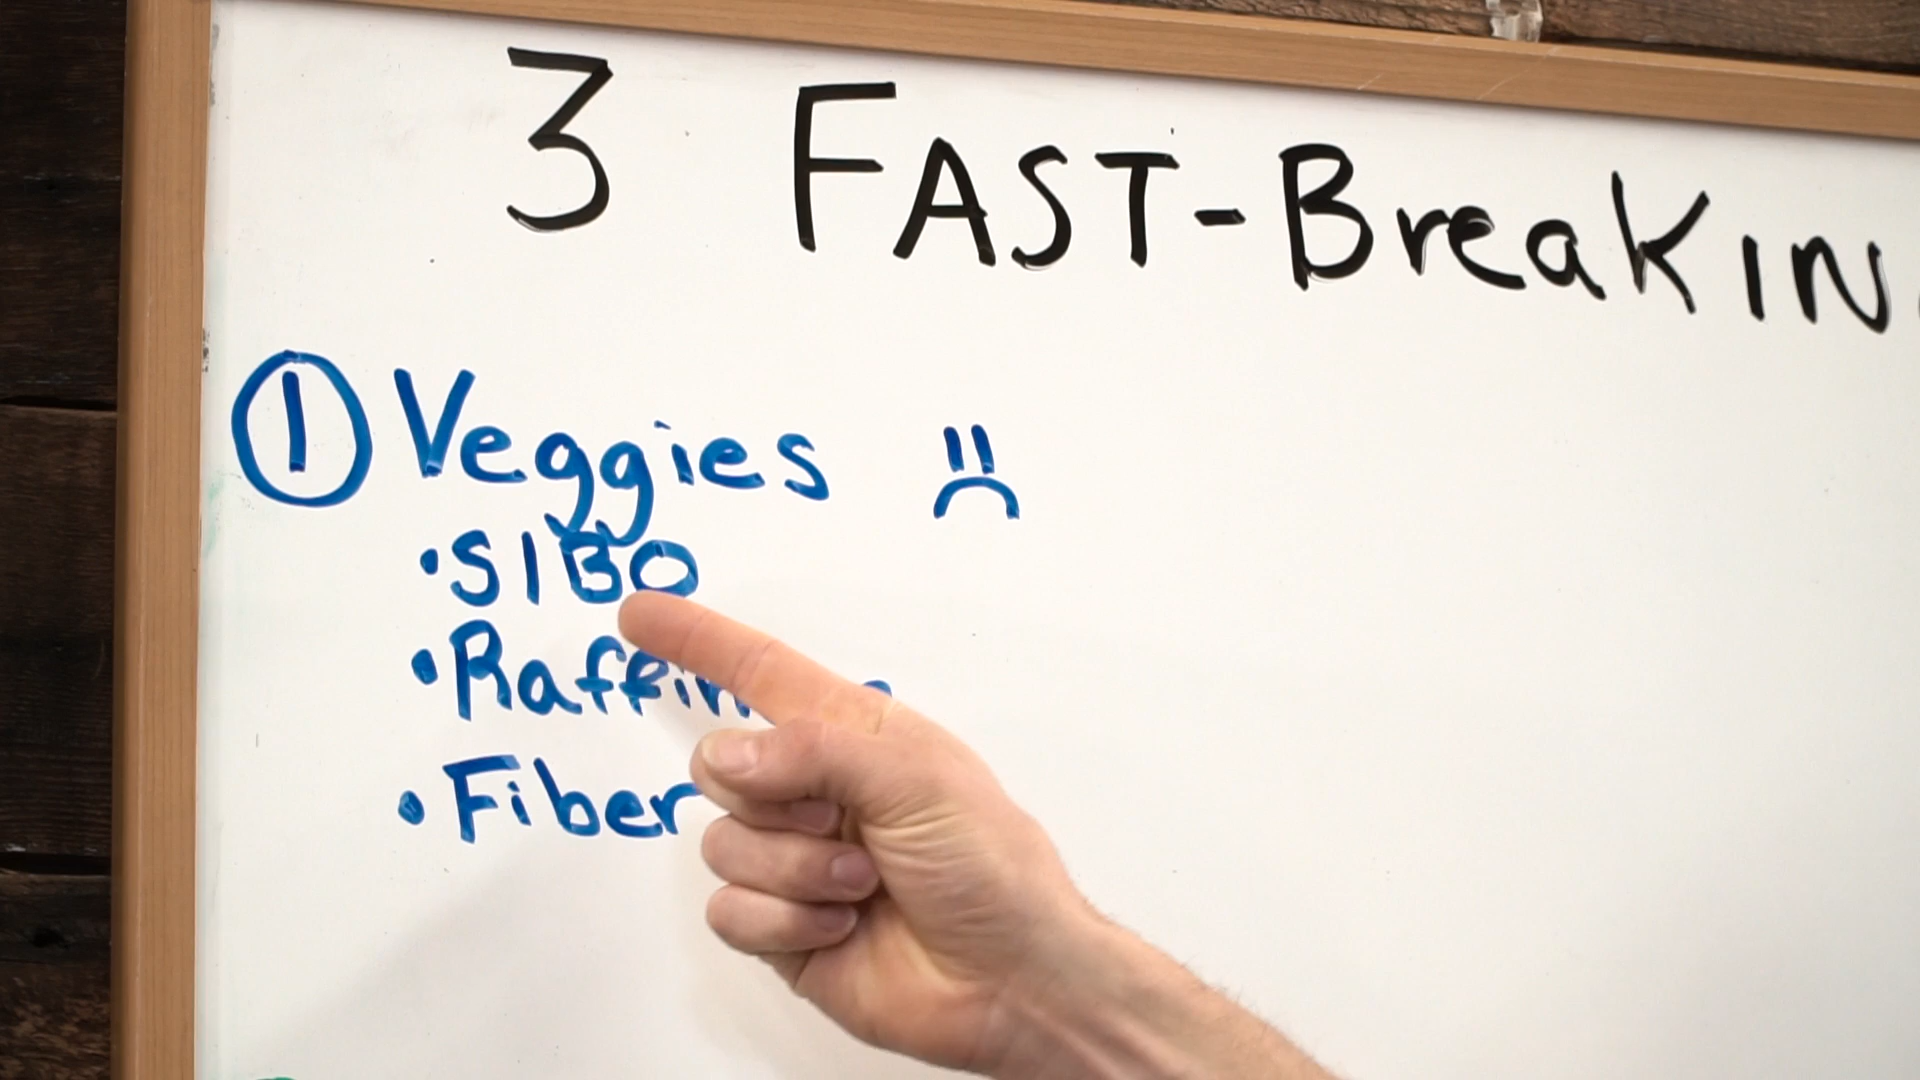 3 FAST-BreaKIN
① Veggies
• SIBO
•
• Fiber